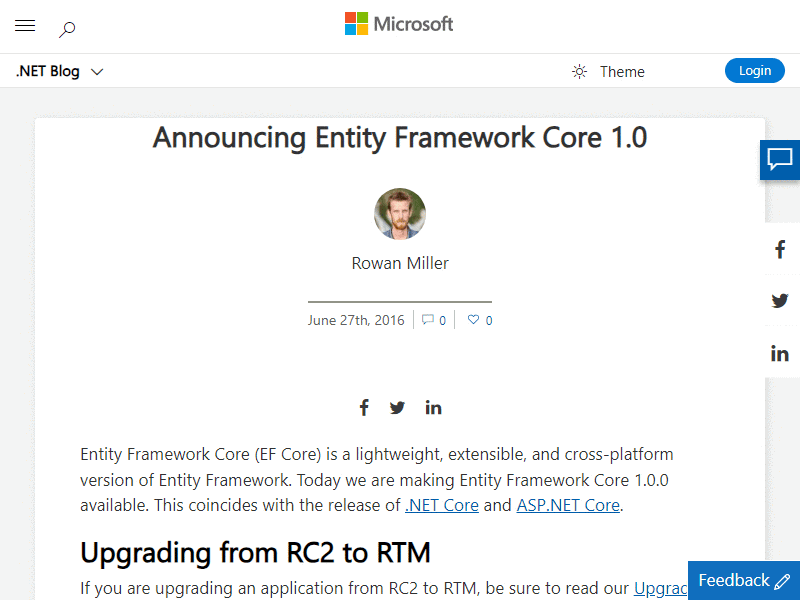 Microsoft
.NET Blog
Theme
Login
Announcing Entity Framework Core 1.0
Rowan Miller
June 27th, 2016
0
0
Entity Framework Core (EF Core) is a lightweight, extensible, and cross-platform
version of Entity Framework. Today we are making Entity Framework Core 1.0.0
available. This coincides with the release of .NET Core and ASP.NET Core.
Upgrading from RC2 to RTM
If you are upgrading an application from RC2 to RTM, be sure to read our Upgrac
Feedback